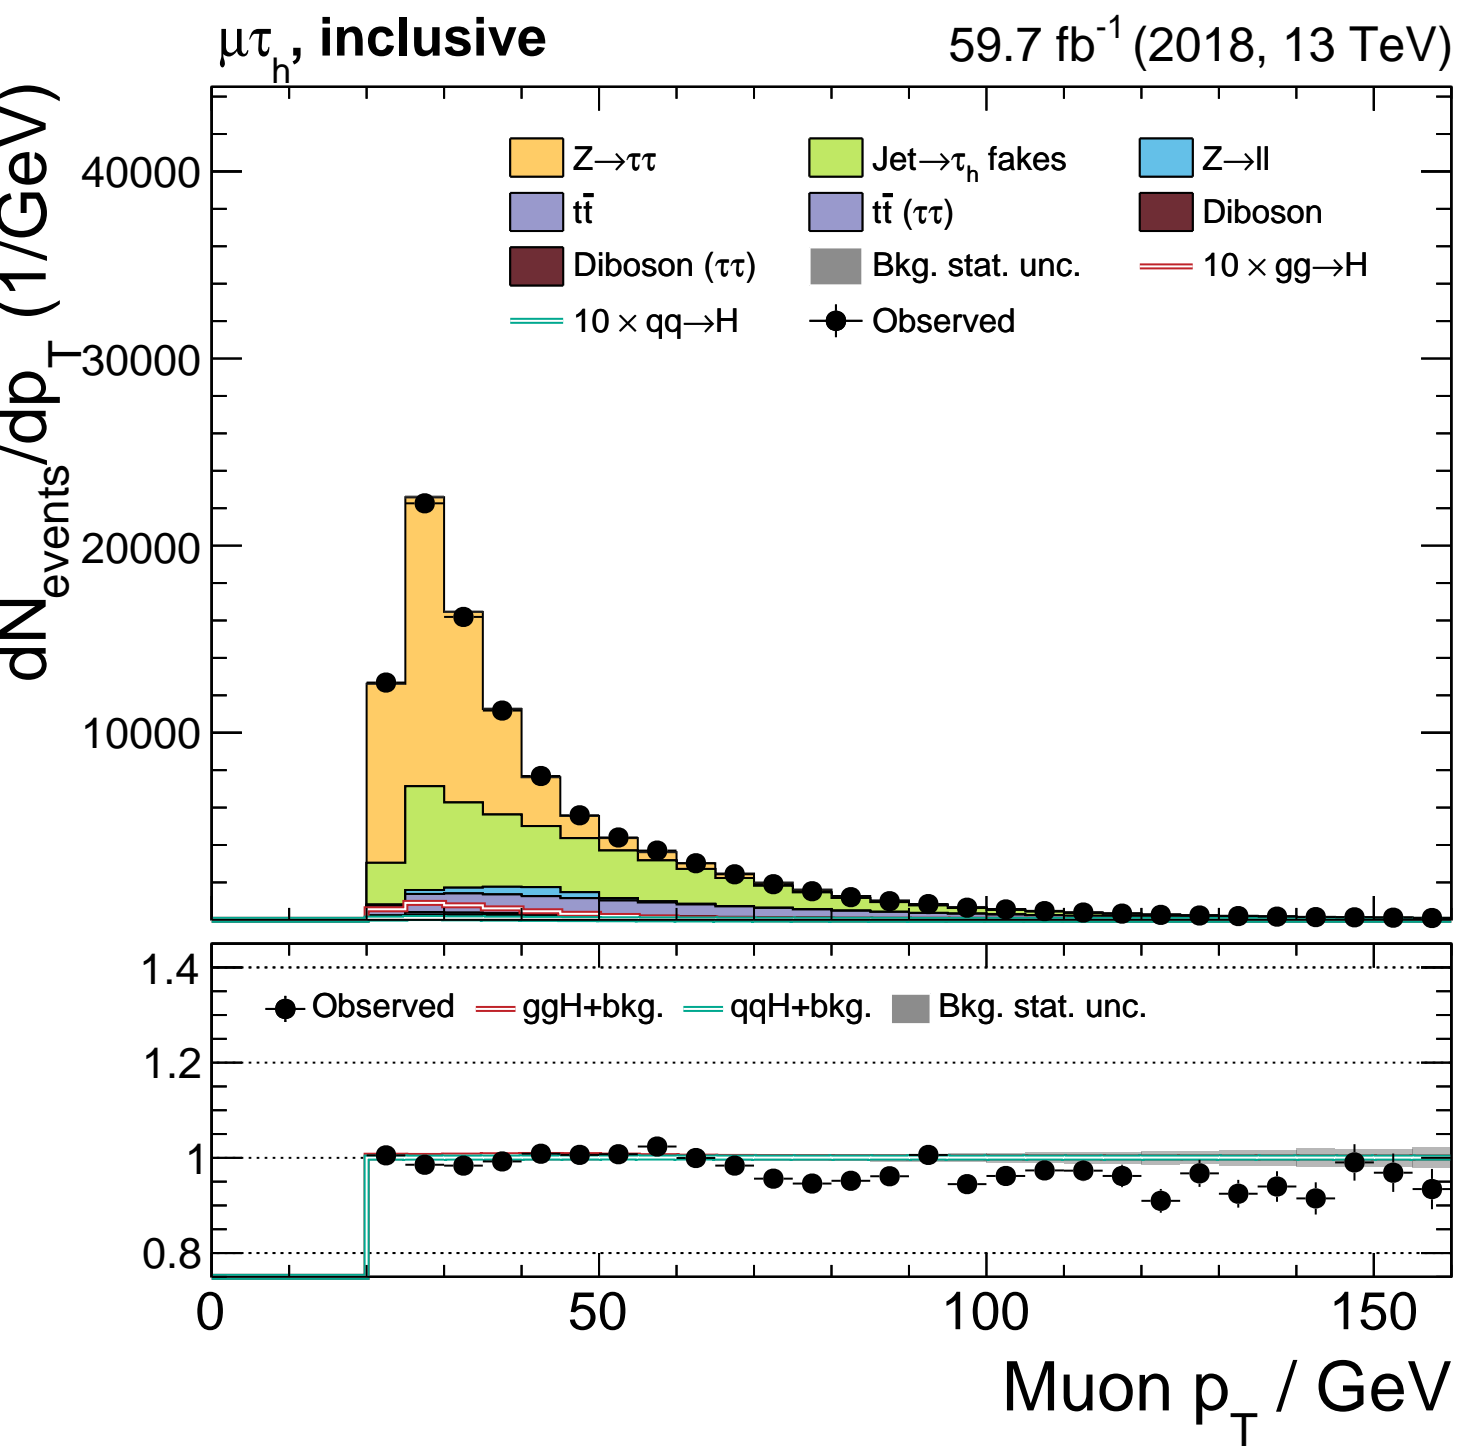 μτh, inclusive 59.7 fb-1 (2018, 13 TeV)
dNevents/dpT (1/GeV)
40000
30000
20000
10000
Z→ττ Jet→τh fakes Z→ll
tt̄ tt̄ (ττ) Diboson
Diboson (ττ) Bkg. stat. unc. 10 × gg→H
10 × qq→H Observed
1.4
1.2
1
0.8
Observed ggH+bkg. qqH+bkg. Bkg. stat. unc.
0 50 100 150
Muon pT / GeV